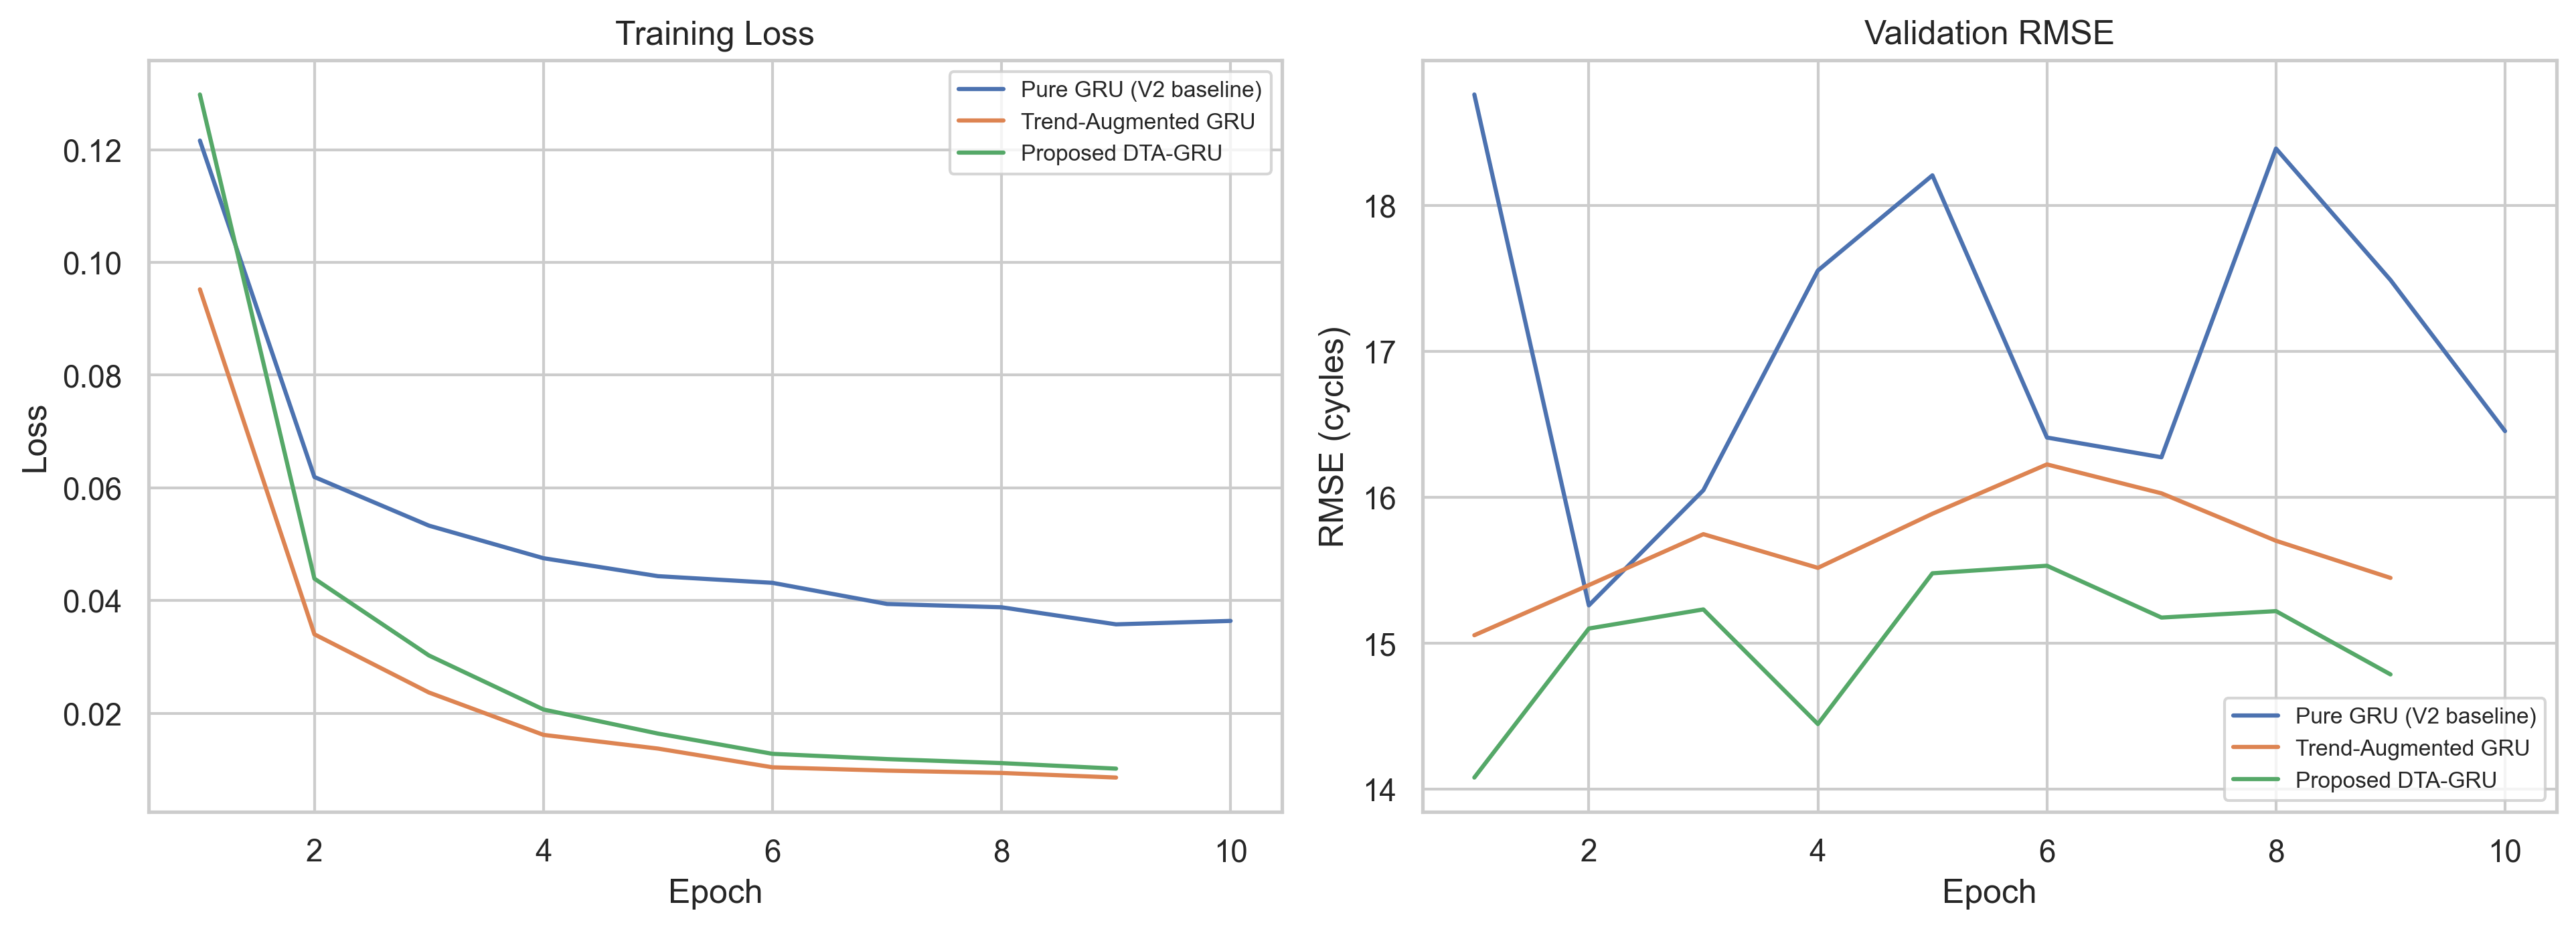 Training Loss
Loss
0.12
0.10
0.08
0.06
0.04
0.02
2 4 6 8 10
Epoch
Pure GRU (V2 baseline)
Trend-Augmented GRU
Proposed DTA-GRU
Validation RMSE
RMSE (cycles)
18
17
16
15
14
2 4 6 8 10
Epoch
Pure GRU (V2 baseline)
Trend-Augmented GRU
Proposed DTA-GRU